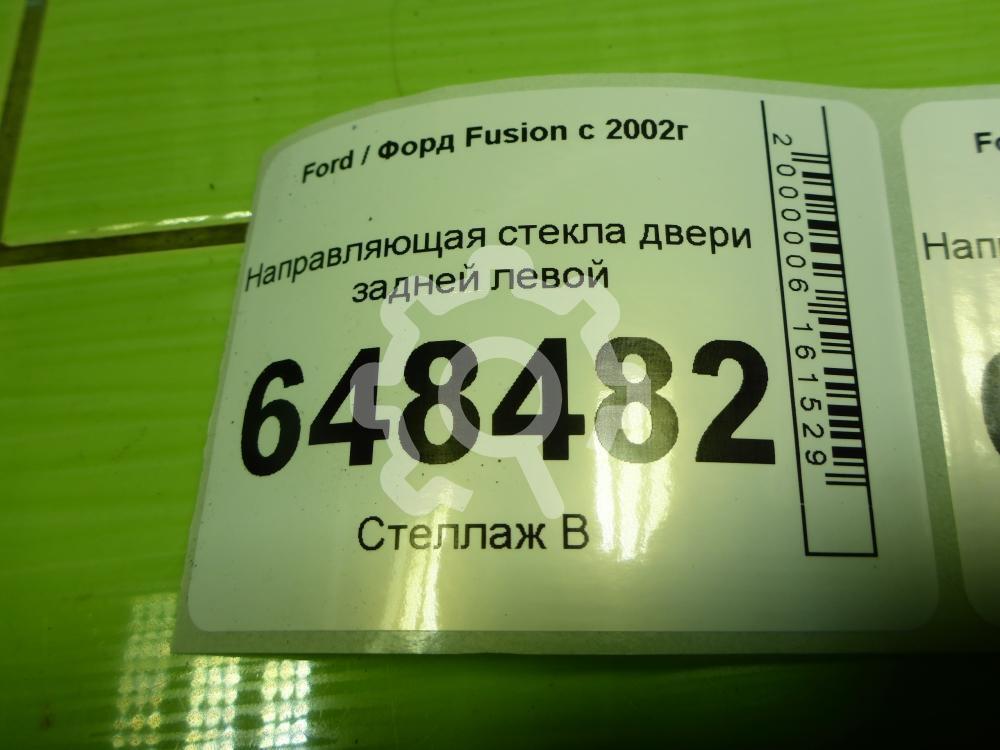 Ford / Форд Fusion с 2002г
Направляющая стекла двери
задней левой
648482
Стеллаж В
2000006161529